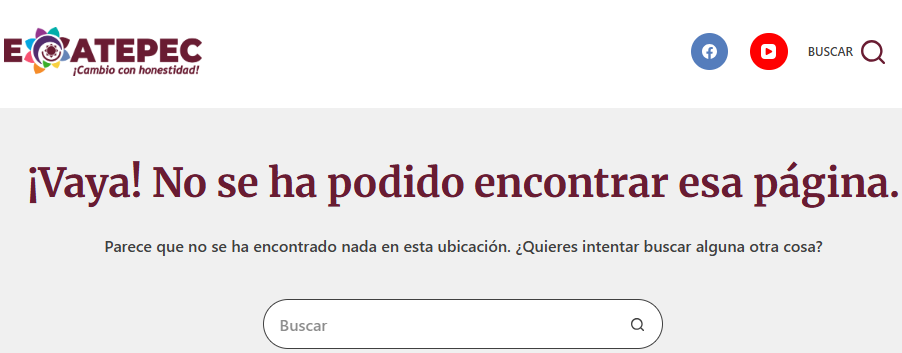 ECATEPEC
¡Cambio con honestidad!
BUSCAR
¡Vaya! No se ha podido encontrar esa página.
Parece que no se ha encontrado nada en esta ubicación. ¿Quieres intentar buscar alguna otra cosa?
Buscar